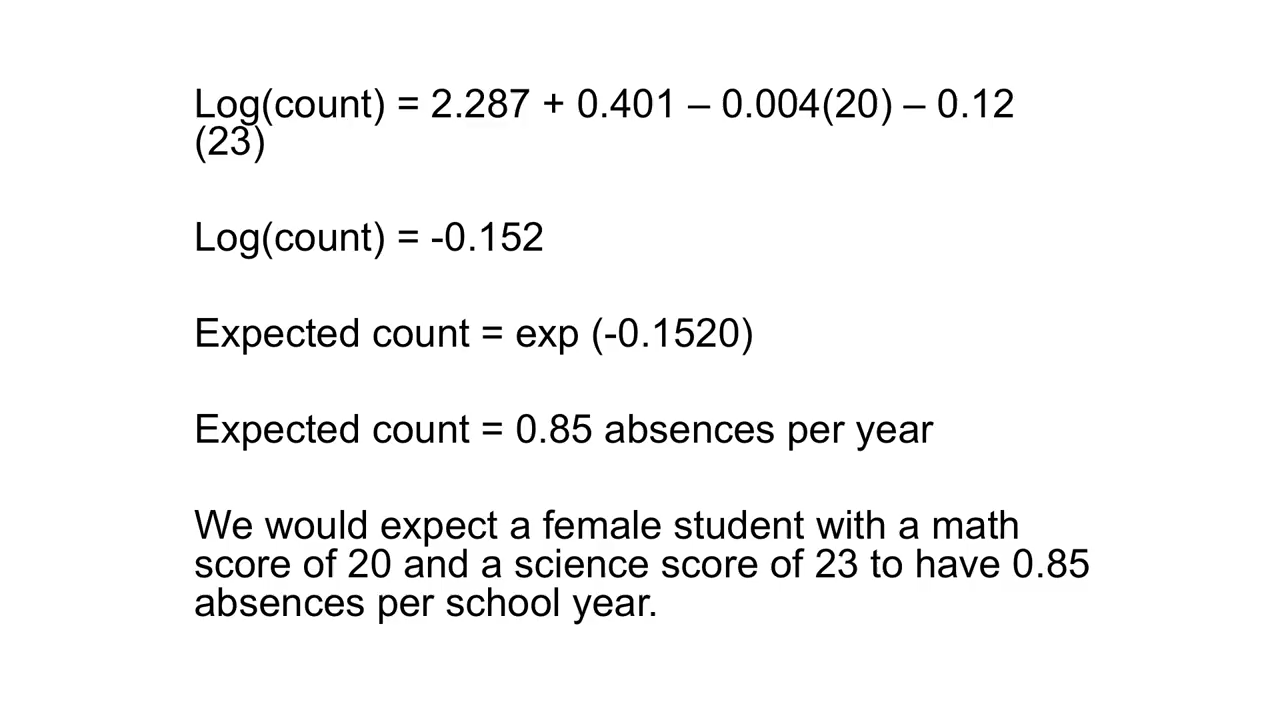 Log(count) = 2.287 + 0.401 – 0.004(20) – 0.12
(23)
Log(count) = -0.152
Expected count = exp (-0.1520)
Expected count = 0.85 absences per year
We would expect a female student with a math
score of 20 and a science score of 23 to have 0.85
absences per school year.